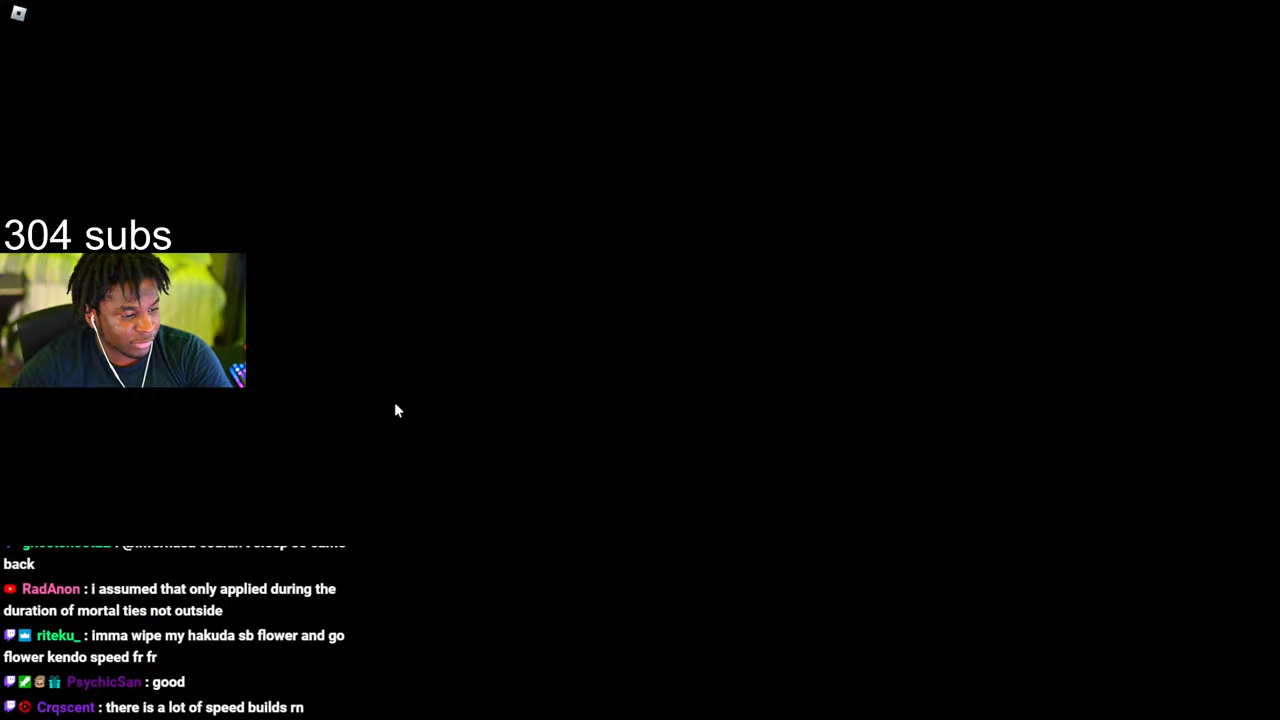 304 subs
back
RadAnon : i assumed that only applied during the
duration of mortal ties not outside
riteku_ : imma wipe my hakuda sb flower and go
flower kendo speed fr fr
PsychicSan : good
Crqscent : there is a lot of speed builds rn